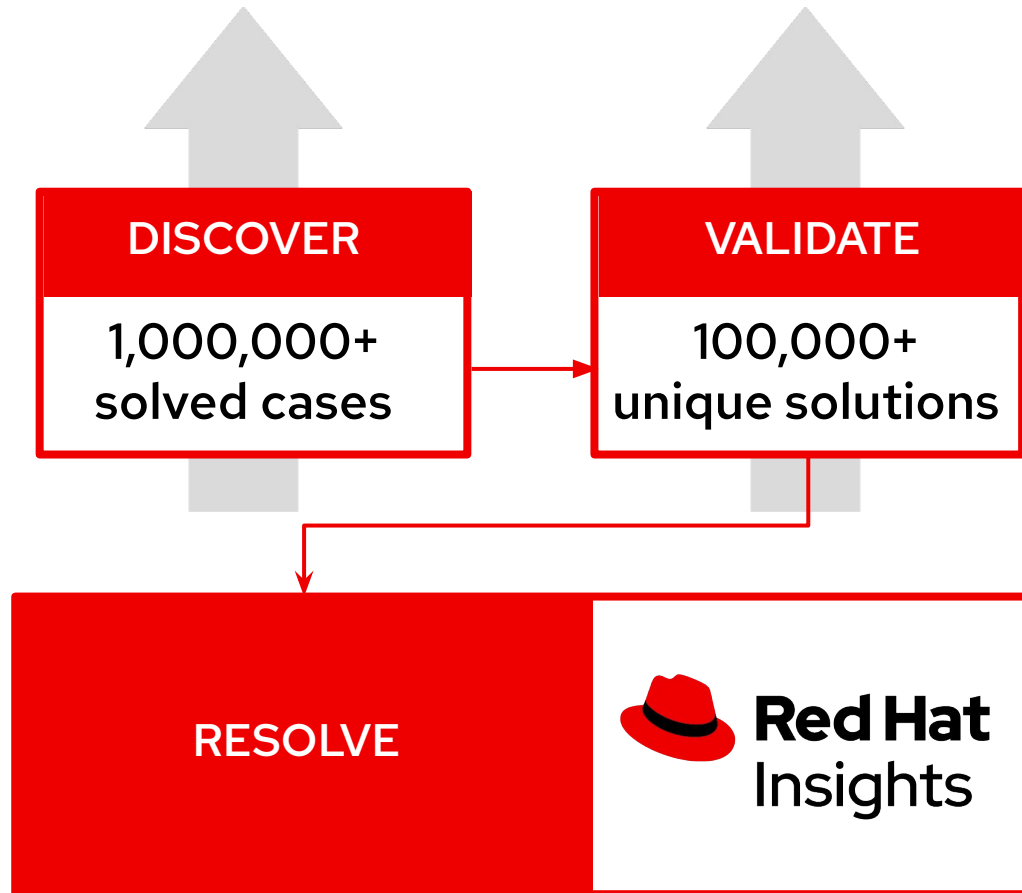 DISCOVER
1,000,000+
solved cases
VALIDATE
100,000+
unique solutions
RESOLVE
Red Hat
Insights